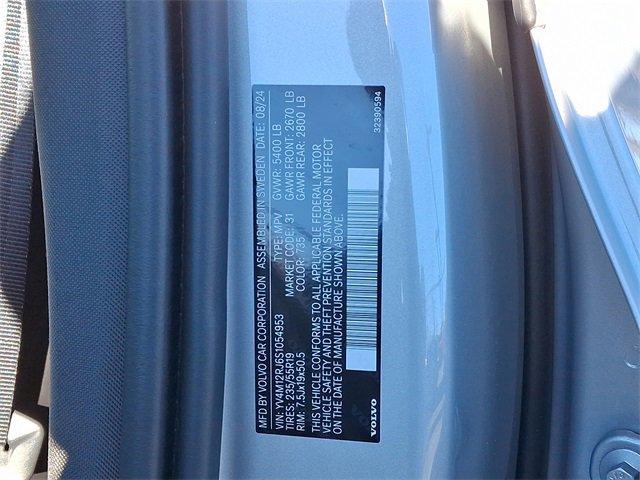 MFD BY VOLVO CAR CORPORATION ASSEMBLED IN SWEDEN DATE: 08/24
VIN: YV4M12RJ6S1054953 TYPE: MPV GVWR: 5400 LB
TIRES: 235/55R19 MARKET CODE: 31 GAWR FRONT: 2670 LB
RIM: 7.5Jx19x50.5 COLOR: 735 GAWR REAR: 2800 LB
THIS VEHICLE CONFORMS TO ALL APPLICABLE FEDERAL MOTOR
VEHICLE SAFETY AND THEFT PREVENTION STANDARDS IN EFFECT
ON THE DATE OF MANUFACTURE SHOWN ABOVE.
VOLVO 32390594